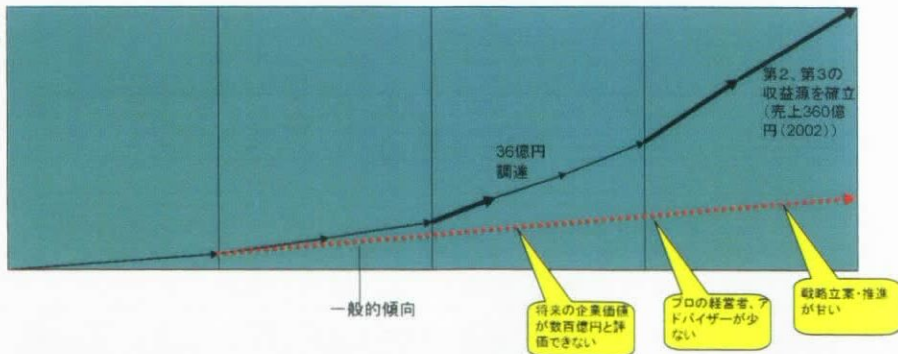 第2、第3の
収益源を確立
(売上360億
円(2002))
36億円
調達
一般的傾向
将来の企業価値
が数百億円と評
価できない
プロの経営者、ア
ドバイザーが少
ない
戦略立案・推進
が甘い